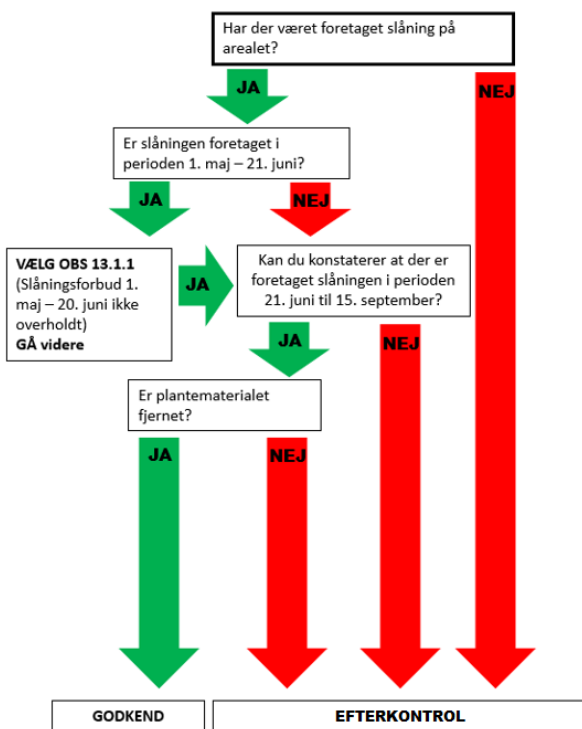 Har der været foretaget slåning på
arealet?
JA
NEJ
Er slåningen foretaget i
perioden 1. maj – 21. juni?
JA
NEJ
VÆLG OBS 13.1.1
(Slåningsforbud 1.
maj – 20. juni ikke
overholdt)
GÅ videre
JA
Kan du konstaterer at der er
foretaget slåningen i perioden
21. juni til 15. september?
JA
NEJ
Er plantematerialet
fjernet?
JA
NEJ
GODKEND
EFTERKONTROL